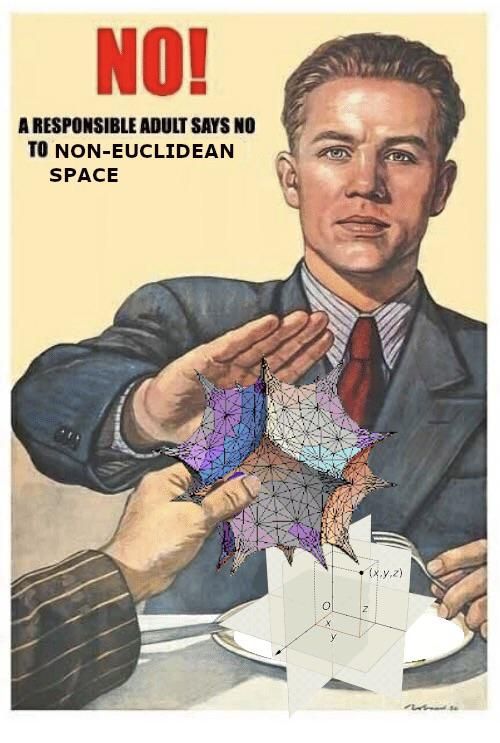 NO!
A RESPONSIBLE ADULT SAYS NO
TO NON-EUCLIDEAN
SPACE
(x,y,z)
O
z
x
y